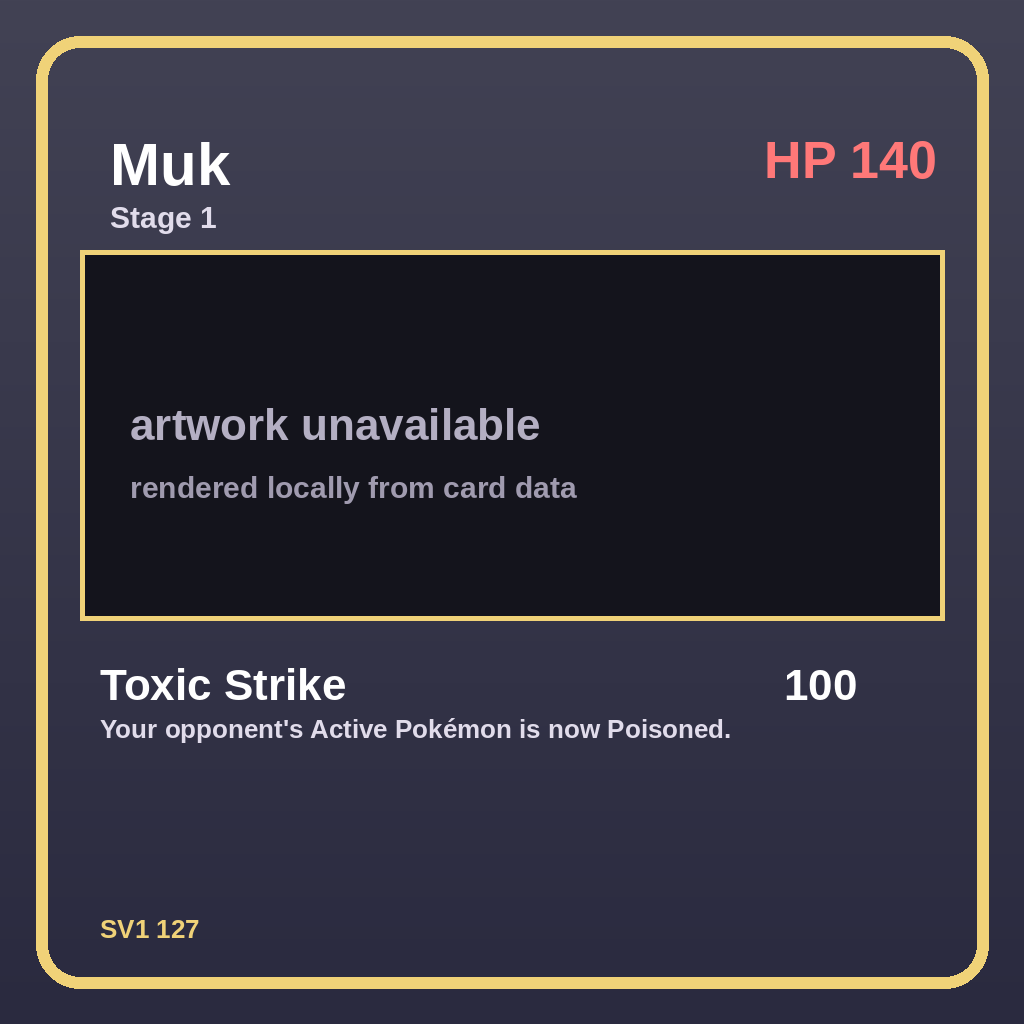 Muk
HP 140
Stage 1
artwork unavailable
rendered locally from card data
Toxic Strike
100
Your opponent's Active Pokémon is now Poisoned.
SV1 127